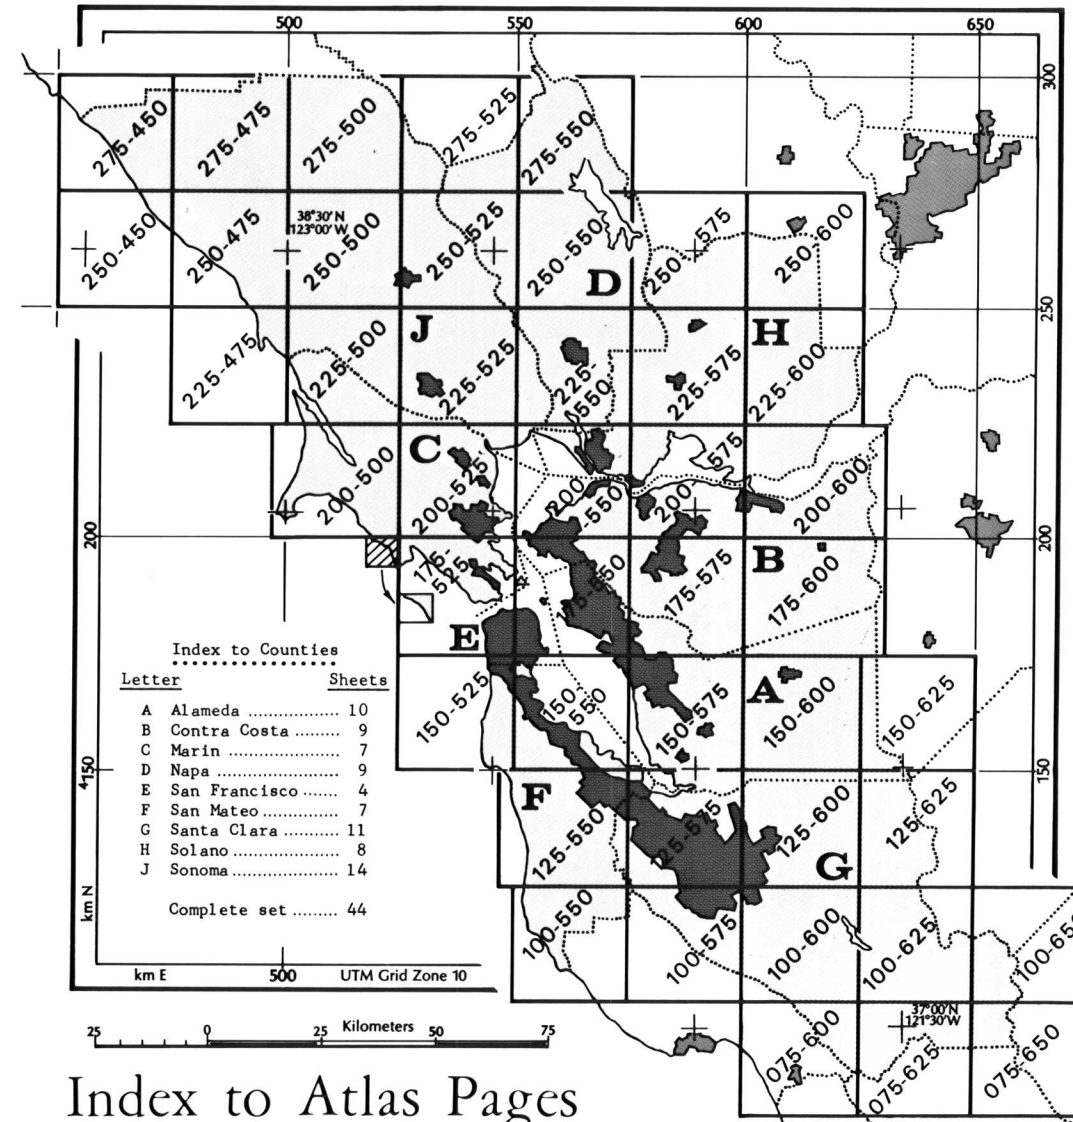 500 550 600 650
300
275-450 275-475 275-500 275-525 275-550
38°30′N
123°00′W
250-450 250-475 250-500 250-525 250-550 250-575 250-600
D
250
J H
225-475 225-500 225-525 225-550 225-575 225-600
C
200-500 200-525 200-550 200-575 200-600
200 200
B
175-525 175-550 175-575 175-600
E
Index to Counties
Letter Sheets
A Alameda ................ 10
B Contra Costa ........ 9
C Marin ................... 7
D Napa ..................... 9
E San Francisco ...... 4
F San Mateo ............. 7
G Santa Clara .......... 11
H Solano ................. 8
J Sonoma ................. 14
Complete set ........ 44
A
150-525 150-550 150-575 150-600 150-625
4150 150
F
125-550 125-575 125-600 125-625
G
km N
100-550 100-575 100-600 100-625 100-650
km E 500 UTM Grid Zone 10
37°00′N
121°30′W
075-600 075-625 075-650
25 0 25 Kilometers 50 75
Index to Atlas Pages